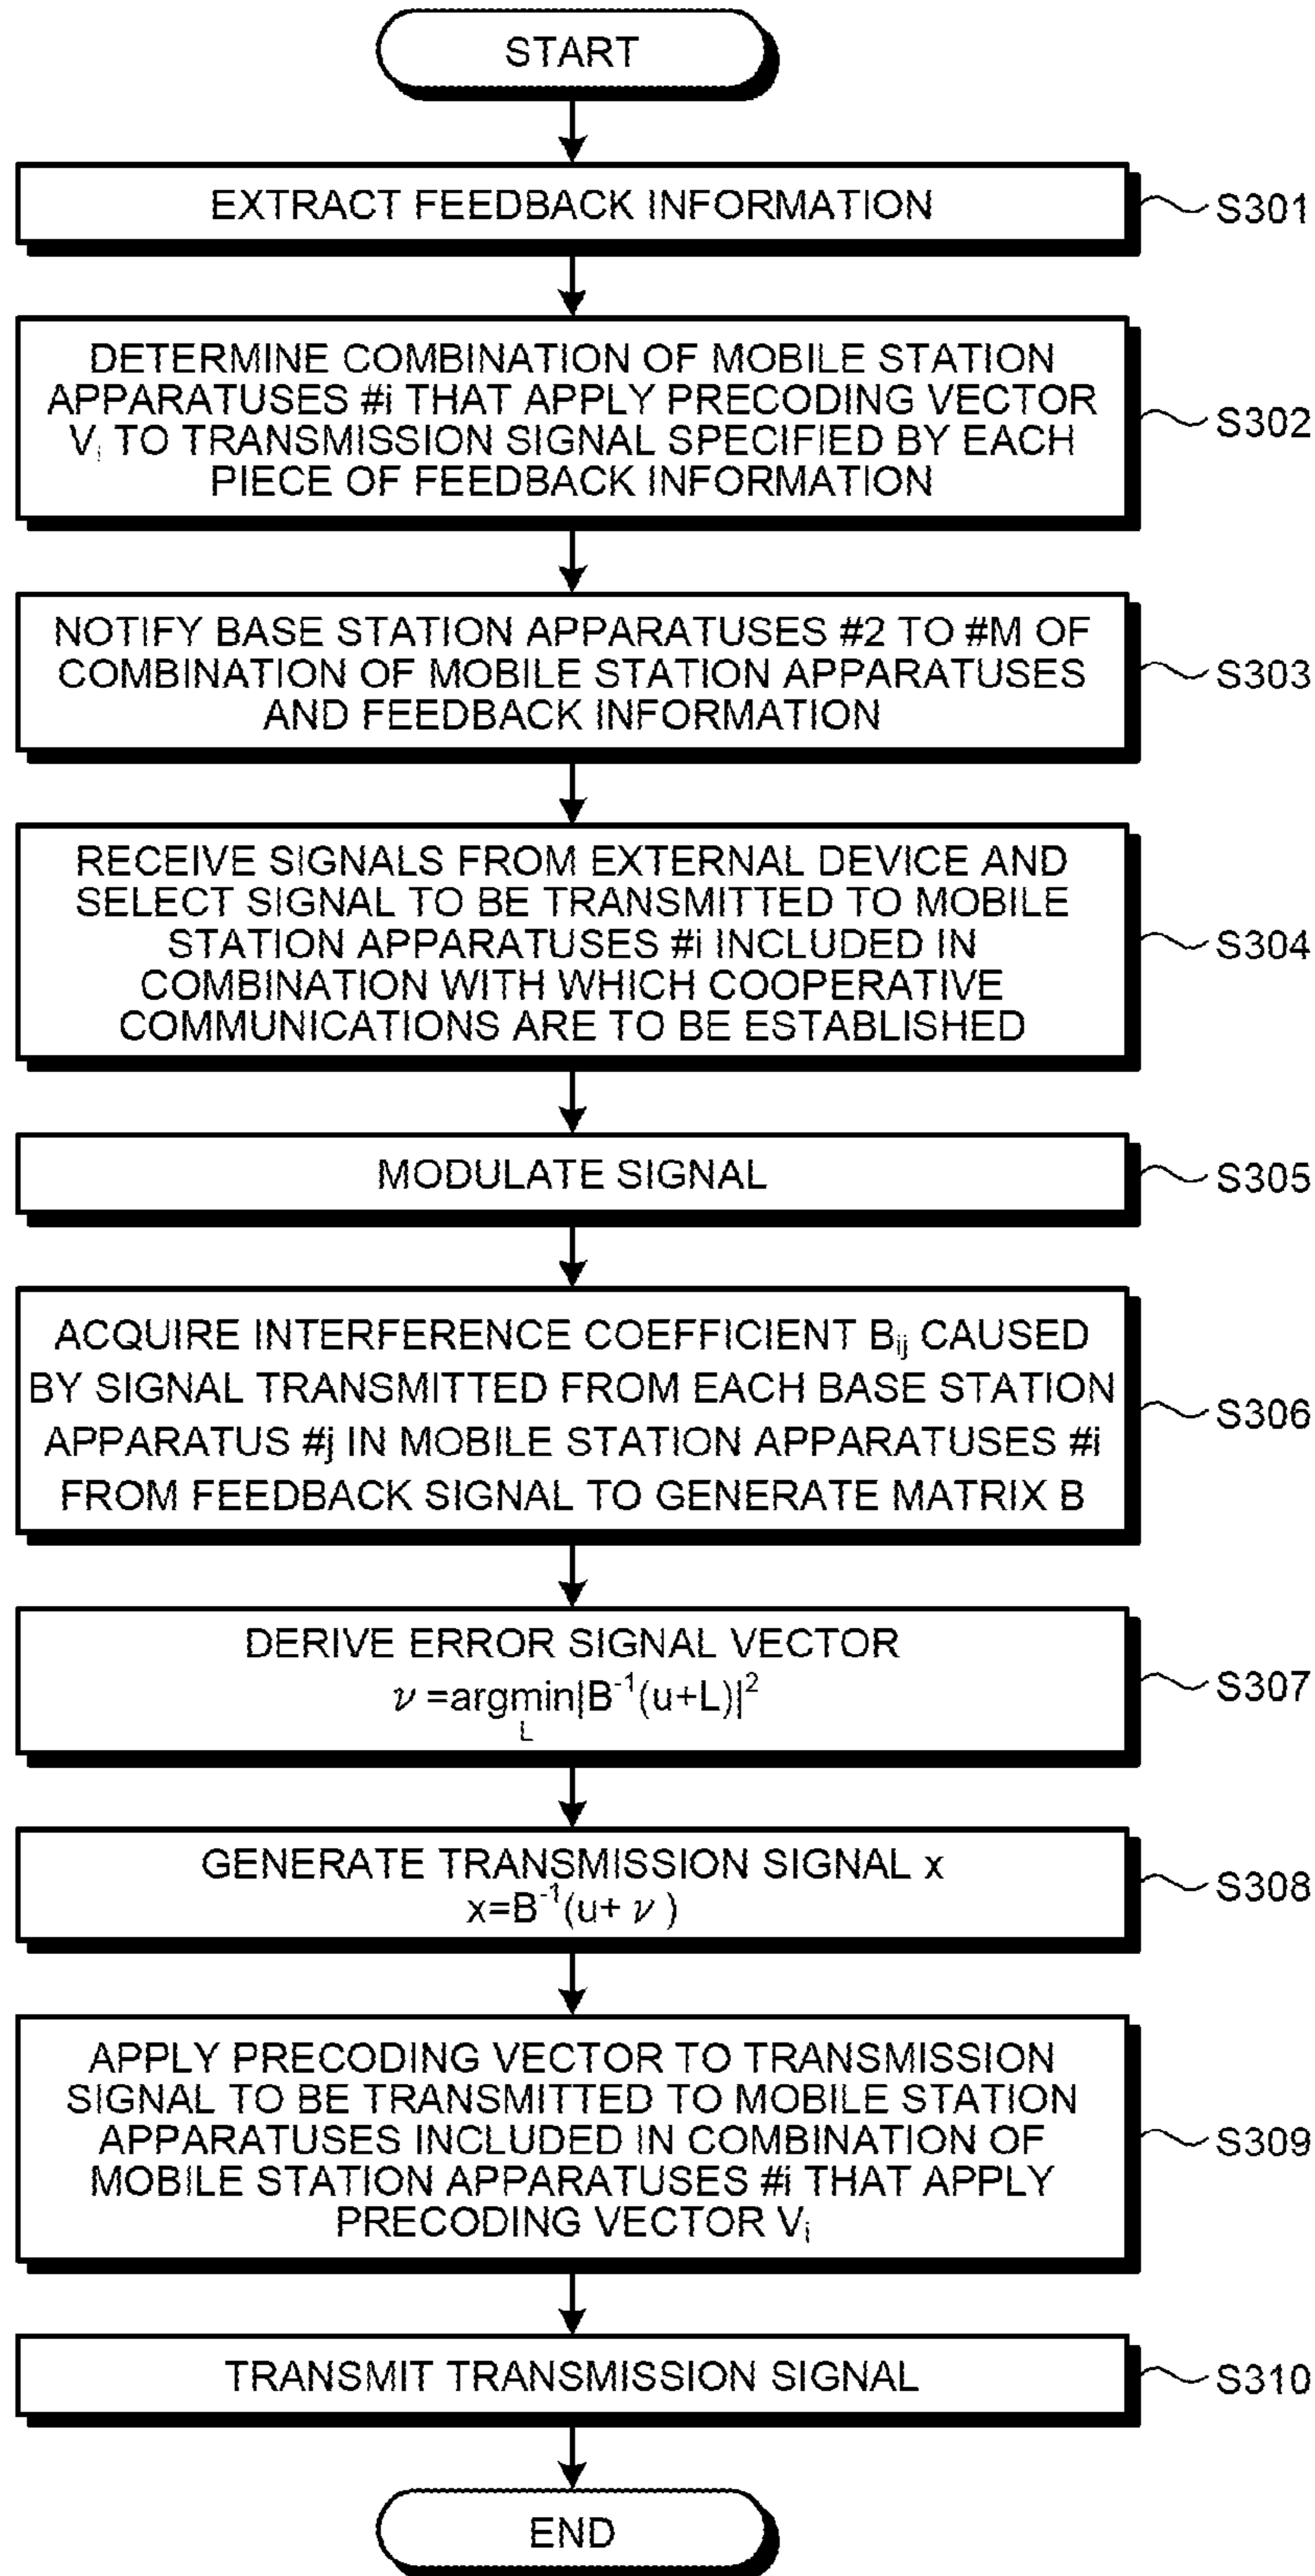 START
EXTRACT FEEDBACK INFORMATION
S301
DETERMINE COMBINATION OF MOBILE STATION
APPARATUSES #i THAT APPLY PRECODING VECTOR
Vi TO TRANSMISSION SIGNAL SPECIFIED BY EACH
PIECE OF FEEDBACK INFORMATION
S302
NOTIFY BASE STATION APPARATUSES #2 TO #M OF
COMBINATION OF MOBILE STATION APPARATUSES
AND FEEDBACK INFORMATION
S303
RECEIVE SIGNALS FROM EXTERNAL DEVICE AND
SELECT SIGNAL TO BE TRANSMITTED TO MOBILE
STATION APPARATUSES #i INCLUDED IN
COMBINATION WITH WHICH COOPERATIVE
COMMUNICATIONS ARE TO BE ESTABLISHED
S304
MODULATE SIGNAL
S305
ACQUIRE INTERFERENCE COEFFICIENT Bij CAUSED
BY SIGNAL TRANSMITTED FROM EACH BASE STATION
APPARATUS #j IN MOBILE STATION APPARATUSES #i
FROM FEEDBACK SIGNAL TO GENERATE MATRIX B
S306
DERIVE ERROR SIGNAL VECTOR
ν =argmin|B⁻¹(u+L)|²
L
S307
GENERATE TRANSMISSION SIGNAL x
x=B⁻¹(u+ ν )
S308
APPLY PRECODING VECTOR TO TRANSMISSION
SIGNAL TO BE TRANSMITTED TO MOBILE STATION
APPARATUSES INCLUDED IN COMBINATION OF
MOBILE STATION APPARATUSES #i THAT APPLY
PRECODING VECTOR Vi
S309
TRANSMIT TRANSMISSION SIGNAL
S310
END